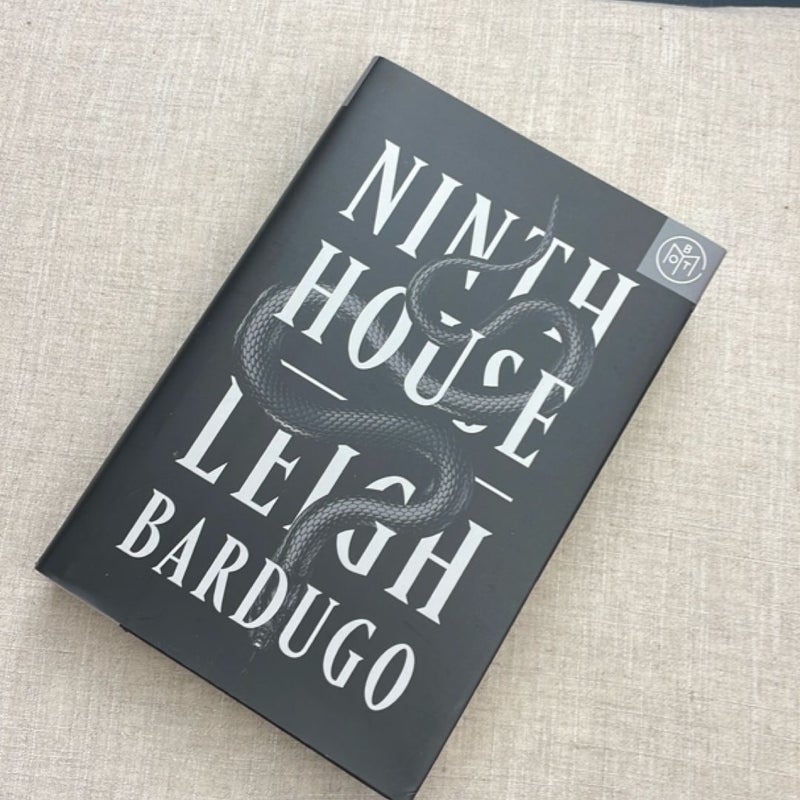 NINTH
HOUSE
LEIGH
BARDUGO
B
O T
M